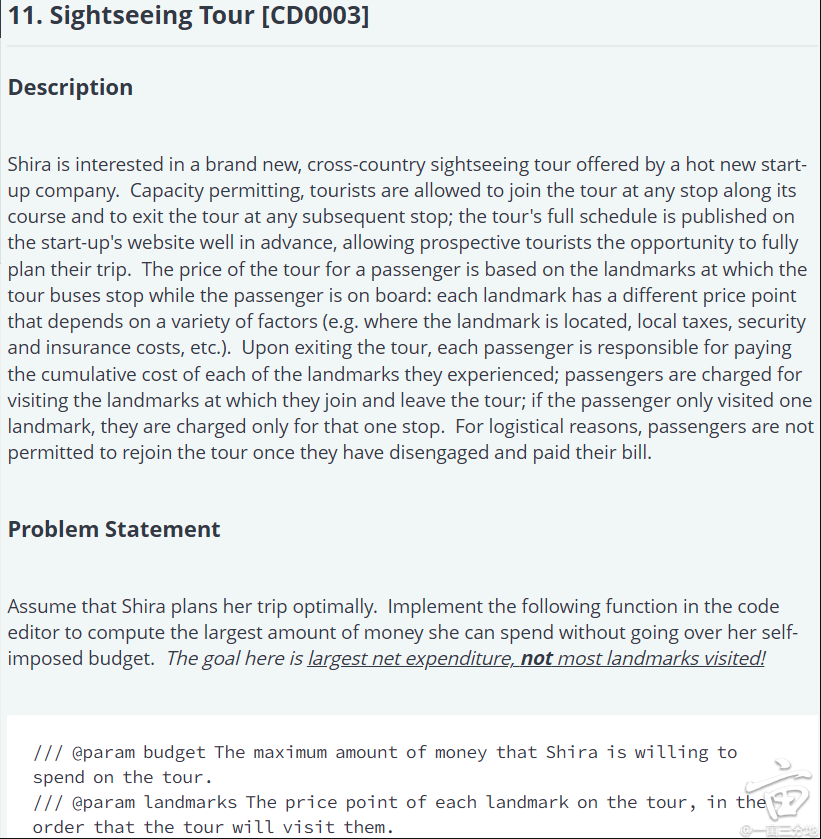 11. Sightseeing Tour [CD0003]
Description
Shira is interested in a brand new, cross-country sightseeing tour offered by a hot new start-
up company.  Capacity permitting, tourists are allowed to join the tour at any stop along its
course and to exit the tour at any subsequent stop; the tour's full schedule is published on
the start-up's website well in advance, allowing prospective tourists the opportunity to fully
plan their trip.  The price of the tour for a passenger is based on the landmarks at which the
tour buses stop while the passenger is on board: each landmark has a different price point
that depends on a variety of factors (e.g. where the landmark is located, local taxes, security
and insurance costs, etc.).  Upon exiting the tour, each passenger is responsible for paying
the cumulative cost of each of the landmarks they experienced; passengers are charged for
visiting the landmarks at which they join and leave the tour; if the passenger only visited one
landmark, they are charged only for that one stop.  For logistical reasons, passengers are not
permitted to rejoin the tour once they have disengaged and paid their bill.
Problem Statement
Assume that Shira plans her trip optimally.  Implement the following function in the code
editor to compute the largest amount of money she can spend without going over her self-
imposed budget.  The goal here is largest net expenditure, not most landmarks visited!
/// @param budget The maximum amount of money that Shira is willing to
spend on the tour.
/// @param landmarks The price point of each landmark on the tour, in the
order that the tour will visit them.